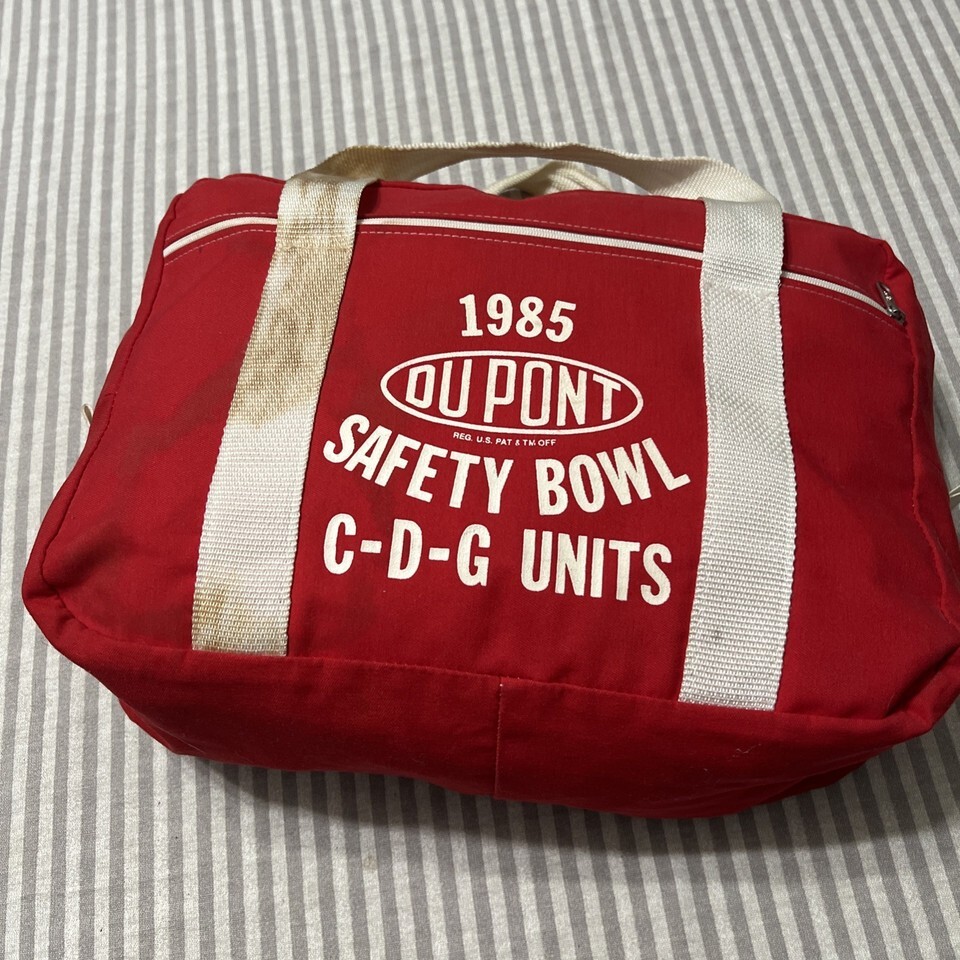 1985
DU PONT
REG. U.S. PAT & TM. OFF
SAFETY BOWL
C-D-G UNITS